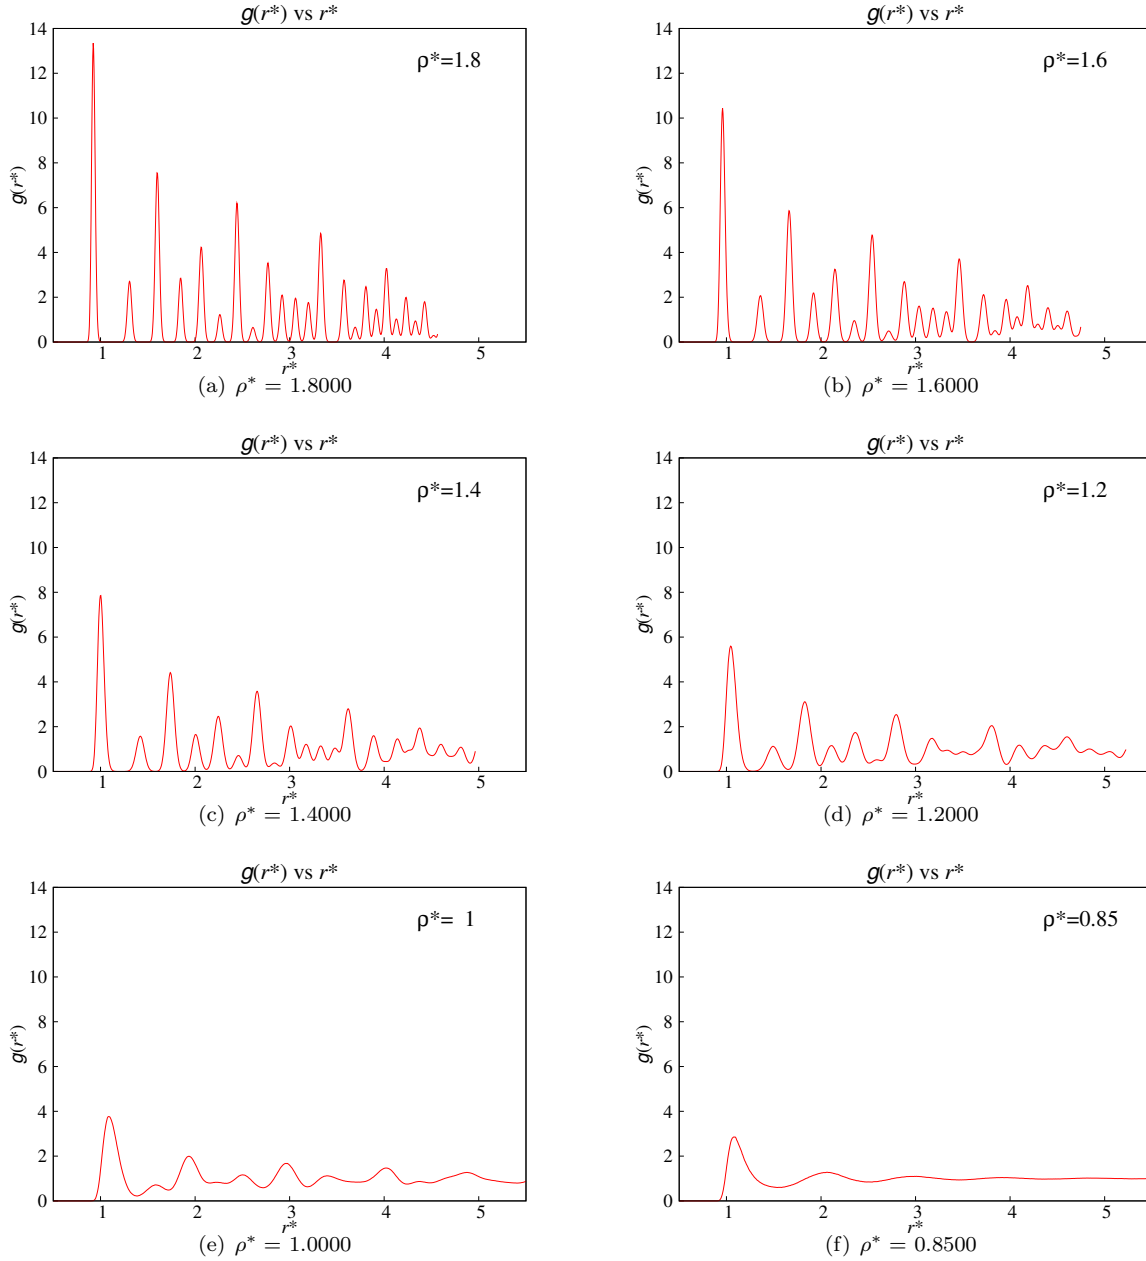 g(r*) vs r*
14
12
10
8
6
4
2
0
g(r*)
ρ*=1.8
1 2 3 4 5
r*
(a) ρ* = 1.8000
g(r*) vs r*
14
12
10
8
6
4
2
0
g(r*)
ρ*=1.6
1 2 3 4 5
r*
(b) ρ* = 1.6000
g(r*) vs r*
14
12
10
8
6
4
2
0
g(r*)
ρ*=1.4
1 2 3 4 5
r*
(c) ρ* = 1.4000
g(r*) vs r*
14
12
10
8
6
4
2
0
g(r*)
ρ*=1.2
1 2 3 4 5
r*
(d) ρ* = 1.2000
g(r*) vs r*
14
12
10
8
6
4
2
0
g(r*)
ρ*= 1
1 2 3 4 5
r*
(e) ρ* = 1.0000
g(r*) vs r*
14
12
10
8
6
4
2
0
g(r*)
ρ*=0.85
1 2 3 4 5
r*
(f) ρ* = 0.8500